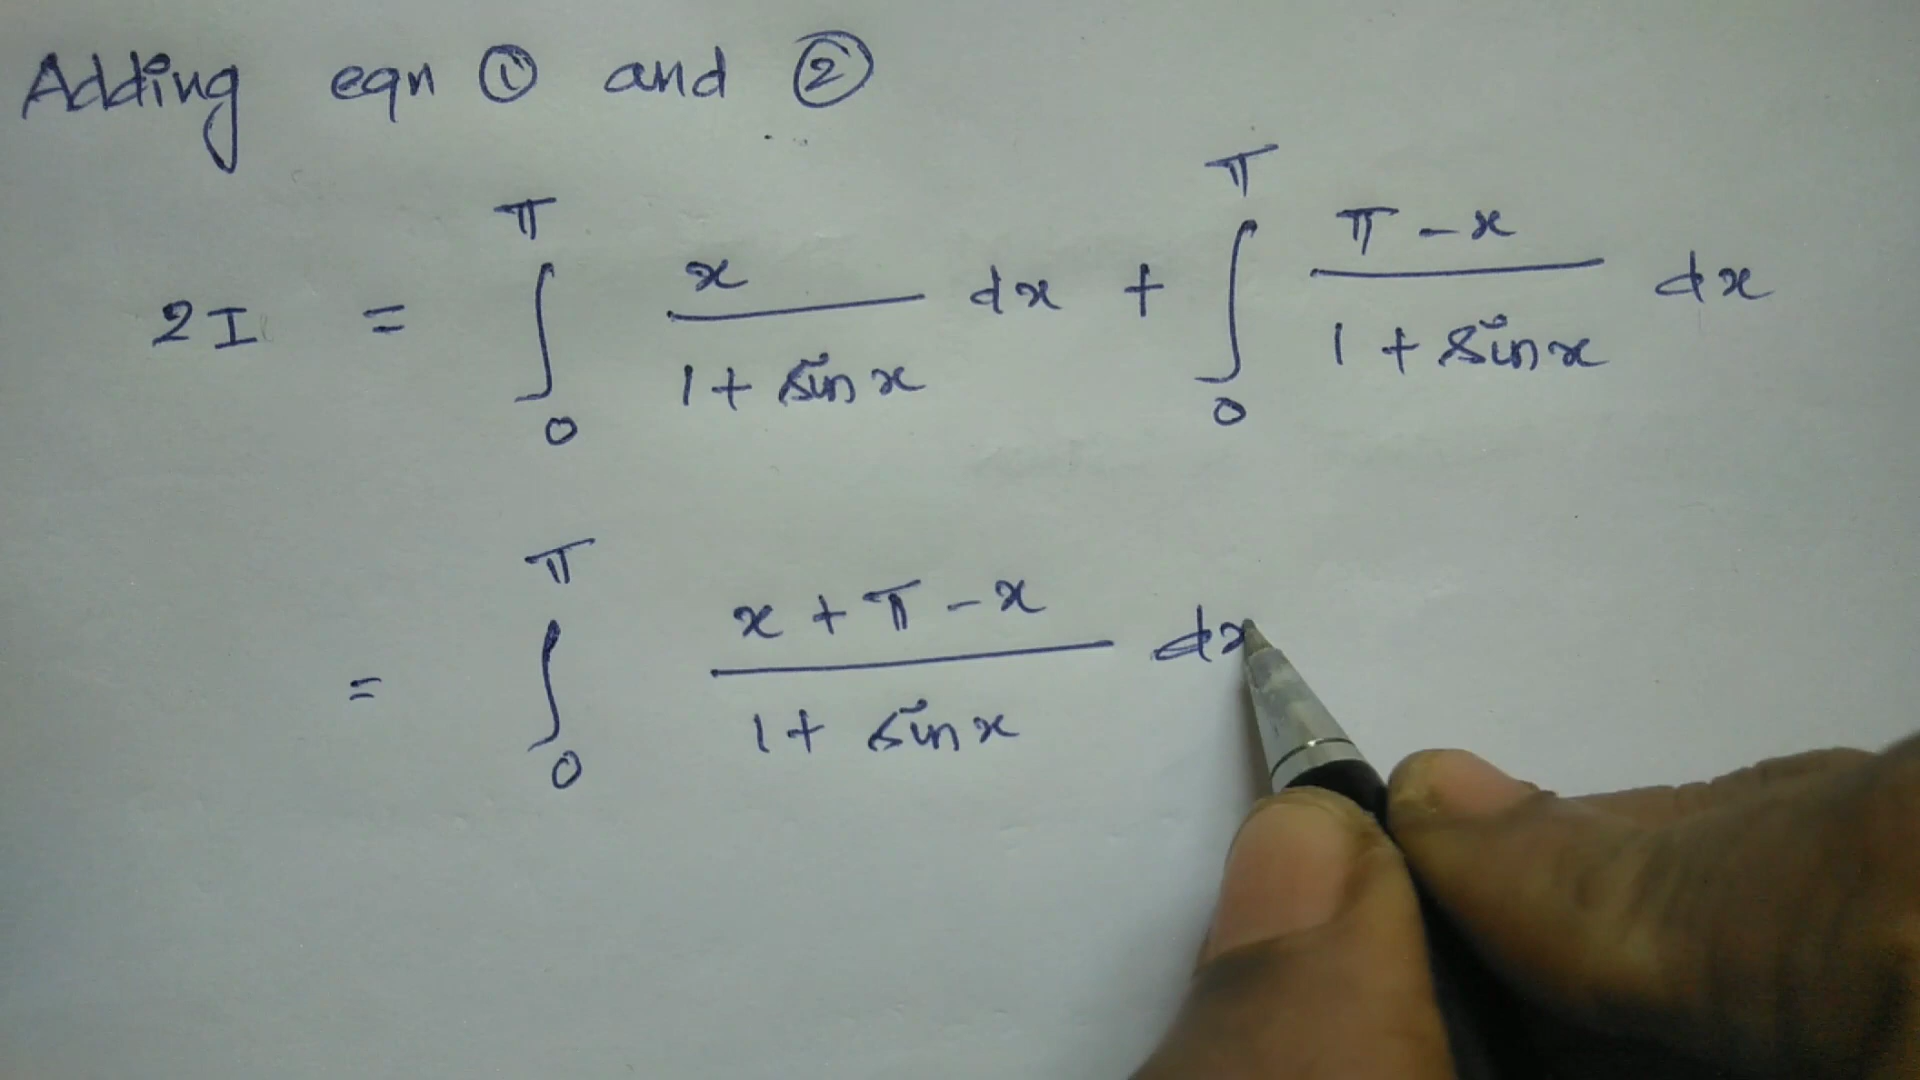 Adding eqn ① and ②
2I = ∫₀^π x/(1 + sin x) dx + ∫₀^π (π - x)/(1 + sin x) dx
= ∫₀^π (x + π - x)/(1 + sin x) dx